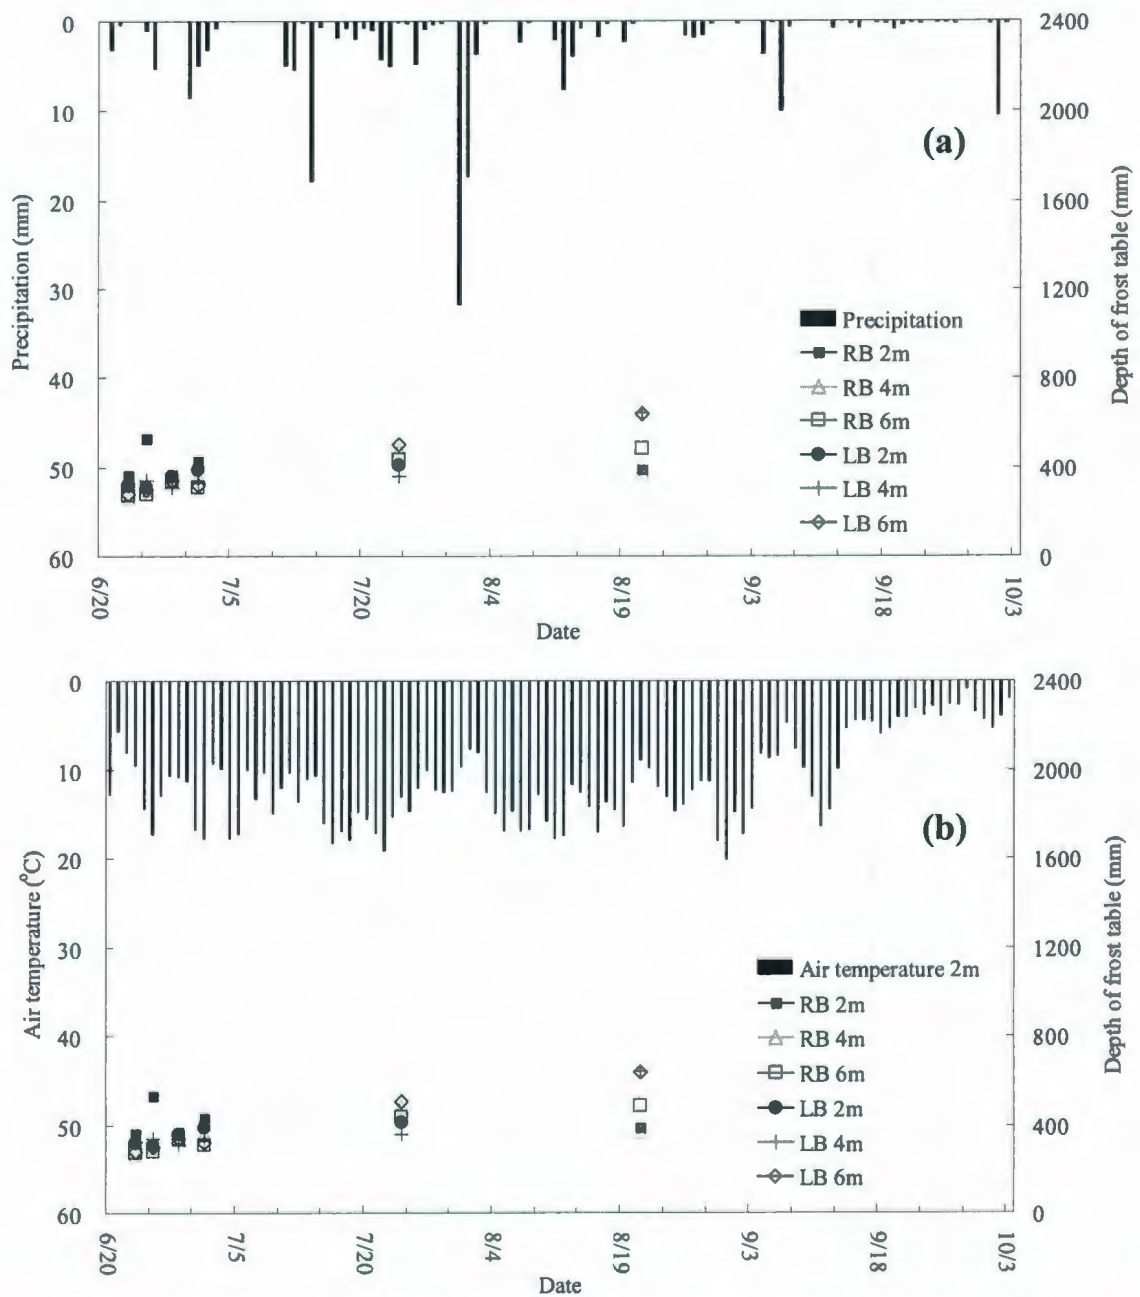 0
10
20
30
40
50
60
Precipitation (mm)
2400
2000
1600
1200
800
400
0
Depth of frost table (mm)
(a)
Precipitation
RB 2m
RB 4m
RB 6m
LB 2m
LB 4m
LB 6m
6/20
7/5
7/20
8/4
8/19
9/3
9/18
10/3
Date
0
10
20
30
40
50
60
Air temperature (°C)
2400
2000
1600
1200
800
400
0
Depth of frost table (mm)
(b)
Air temperature 2m
RB 2m
RB 4m
RB 6m
LB 2m
LB 4m
LB 6m
6/20
7/5
7/20
8/4
8/19
9/3
9/18
10/3
Date